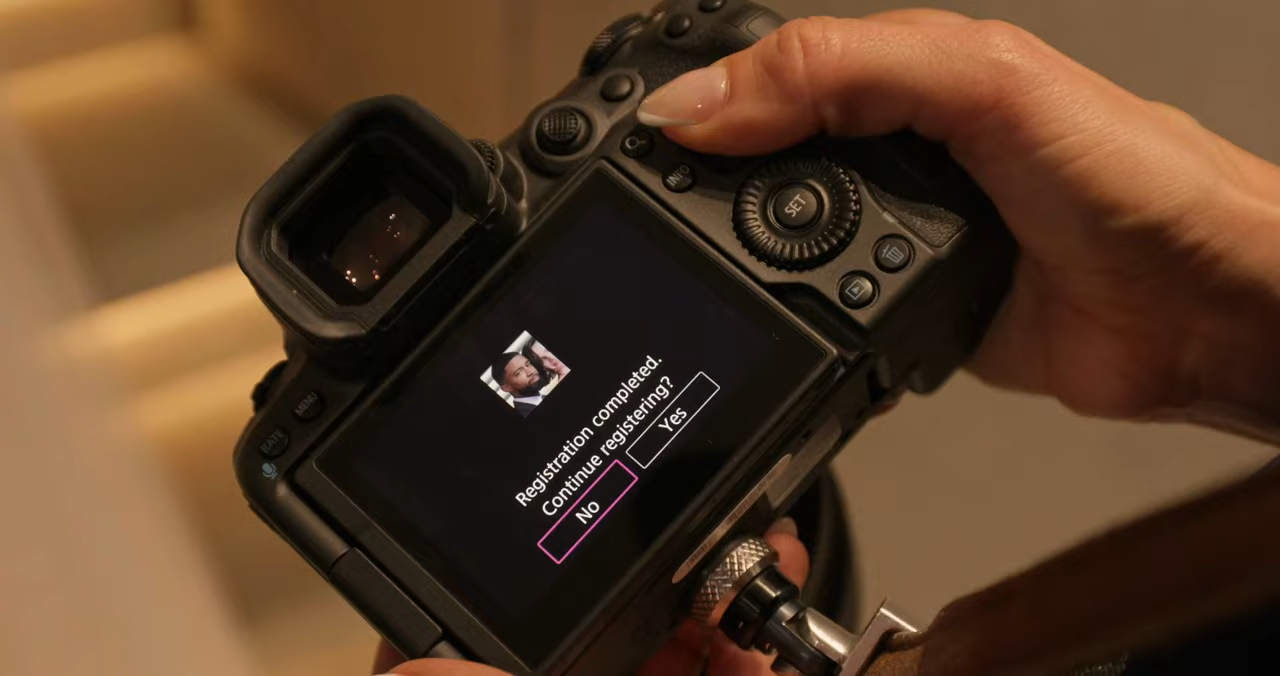 INFO
SET
MENU
RATE
Registration completed.
Continue registering?
No
Yes